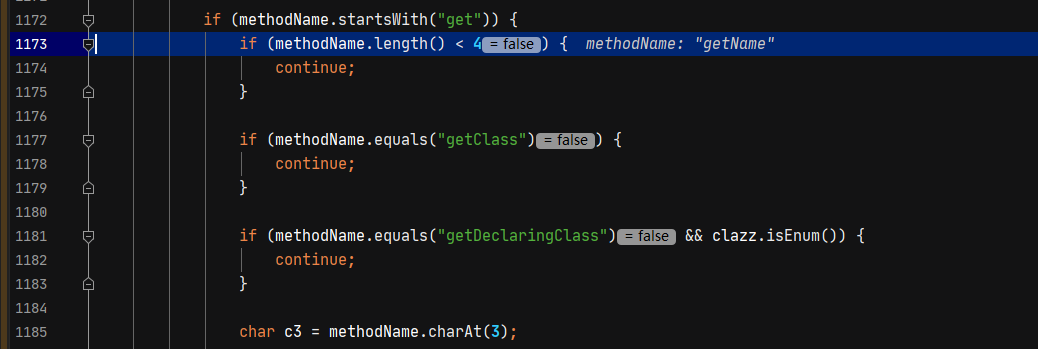 1172 if (methodName.startsWith("get")) {
1173 if (methodName.length() < 4 = false ) { methodName: "getName"
1174 continue;
1175 }
1176
1177 if (methodName.equals("getClass") = false ) {
1178 continue;
1179 }
1180
1181 if (methodName.equals("getDeclaringClass") = false && clazz.isEnum()) {
1182 continue;
1183 }
1184
1185 char c3 = methodName.charAt(3);